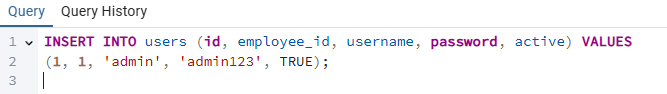 Query Query History
1 INSERT INTO users (id, employee_id, username, password, active) VALUES
2 (1, 1, 'admin', 'admin123', TRUE);
3